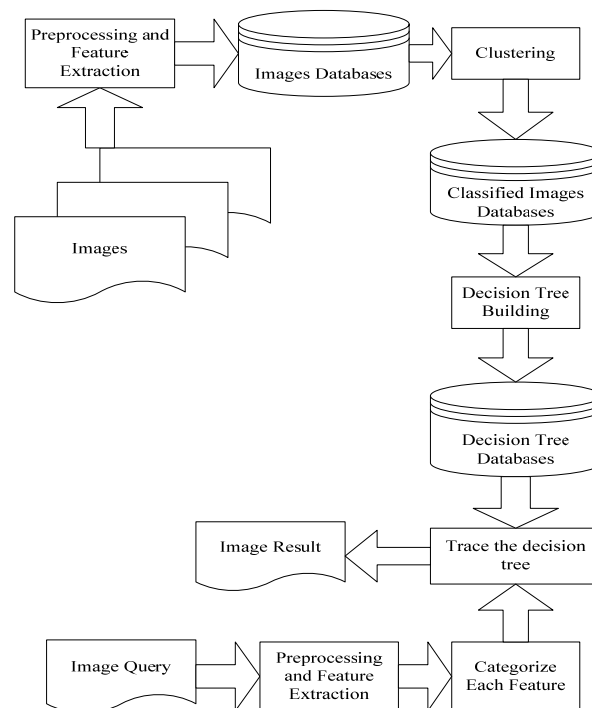 Preprocessing and
Feature
Extraction
Images Databases
Clustering
Images
Classified Images
Databases
Decision Tree
Building
Decision Tree
Databases
Image Result
Trace the decision
tree
Image Query
Preprocessing
and Feature
Extraction
Categorize
Each Feature